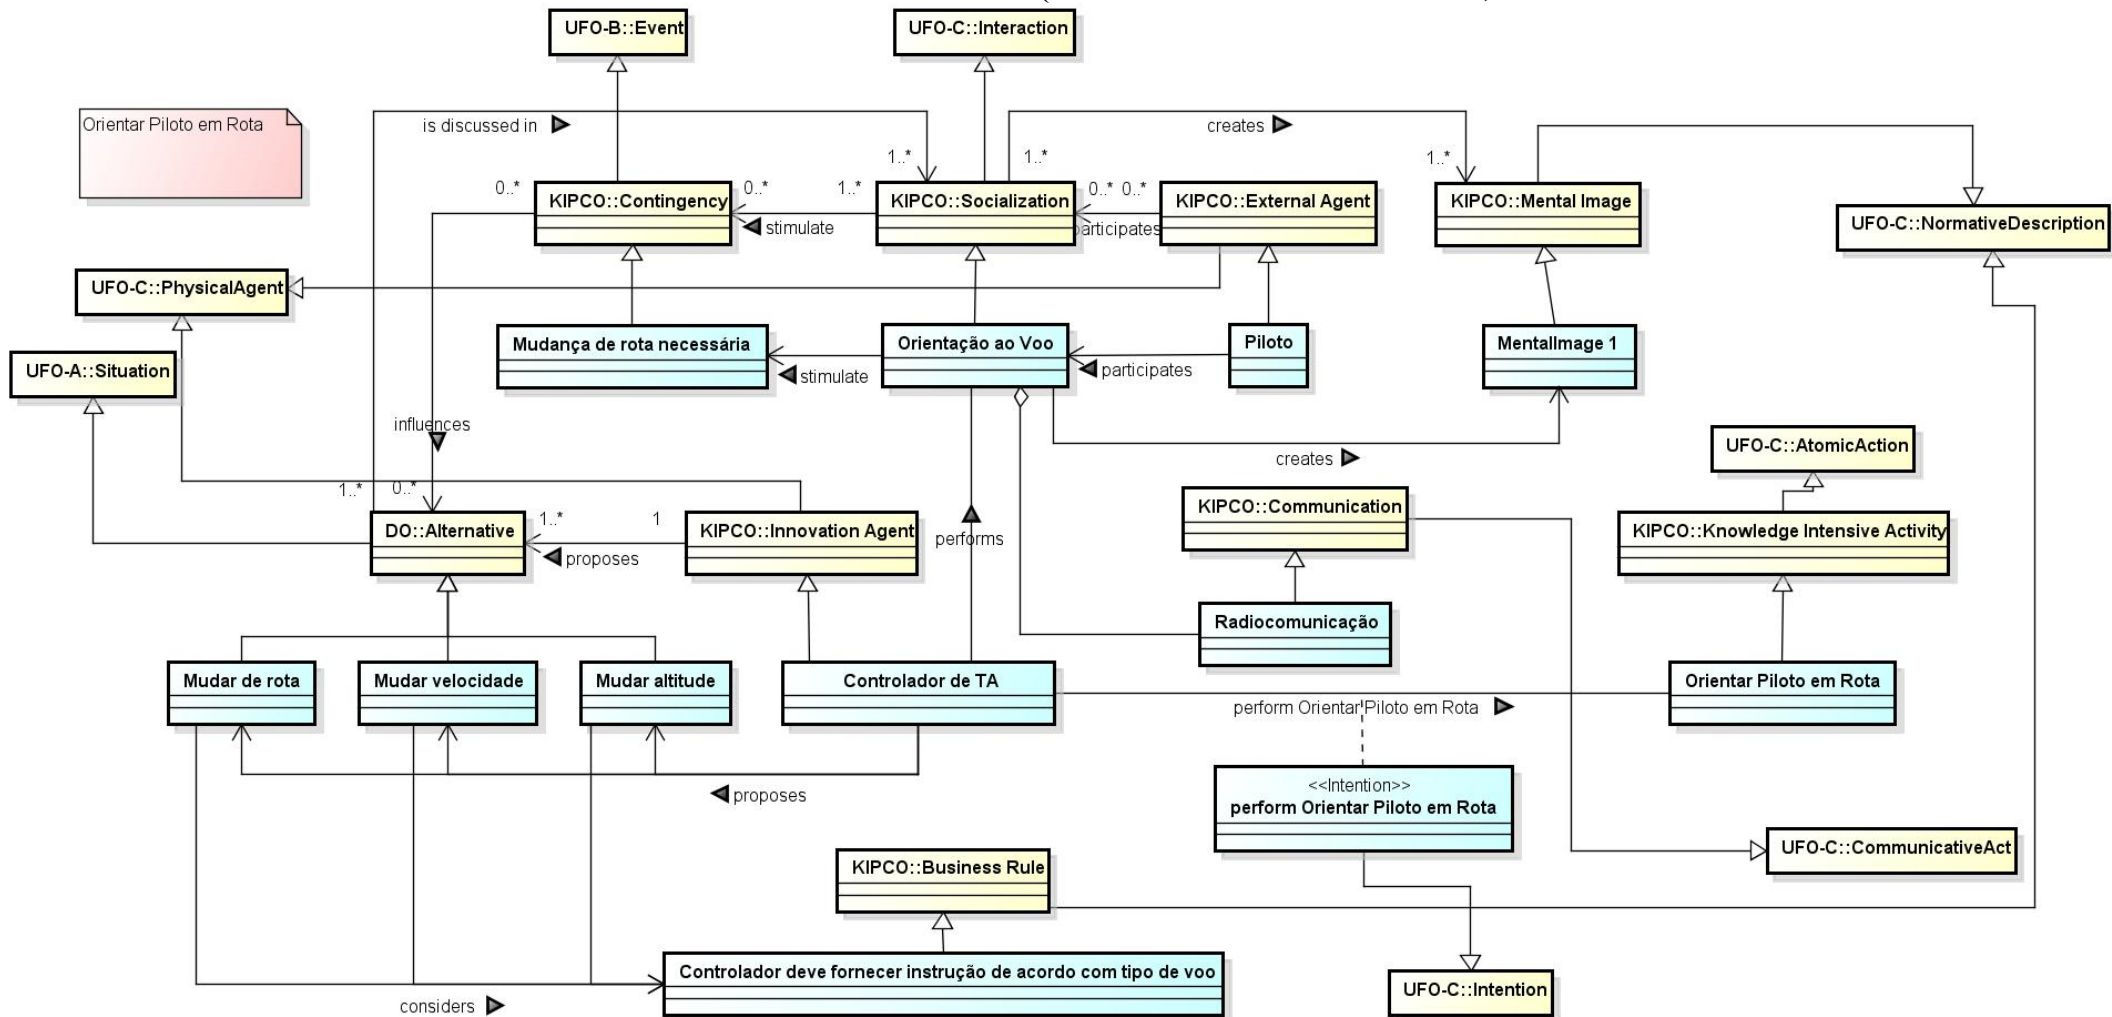 UFO-B::Event
UFO-C::Interaction
Orientar Piloto em Rota
is discussed in
creates
1..*
1..*
1..*
0..*
0..*
1..*
0..*
0..*
KIPCO::Contingency
KIPCO::Socialization
KIPCO::External Agent
KIPCO::Mental Image
UFO-C::NormativeDescription
stimulate
participates
UFO-C::PhysicalAgent
Mudança de rota necessária
Orientação ao Voo
Piloto
MentalImage 1
UFO-A::Situation
stimulate
participates
influences
UFO-C::AtomicAction
creates
1..*
0..*
KIPCO::Communication
DO::Alternative
1..*
1
KIPCO::Innovation Agent
KIPCO::Knowledge Intensive Activity
proposes
performs
Radiocomunicação
Mudar de rota
Mudar velocidade
Mudar altitude
Controlador de TA
Orientar Piloto em Rota
perform Orientar Piloto em Rota
proposes
<<Intention>>
perform Orientar Piloto em Rota
UFO-C::CommunicativeAct
KIPCO::Business Rule
Controlador deve fornecer instrução de acordo com tipo de voo
UFO-C::Intention
considers